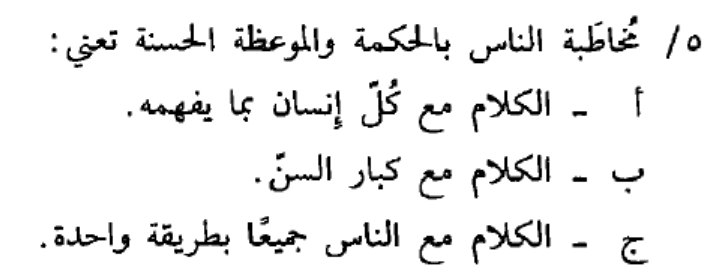 ٥/ مُخاطَبة الناس بالحكمة والموعظة الحسنة تعني:
أ - الكلام مع كُلّ إِنسان بما يفهمه.
ب - الكلام مع كبار السنّ.
ج - الكلام مع الناس جميعًا بطريقة واحدة.